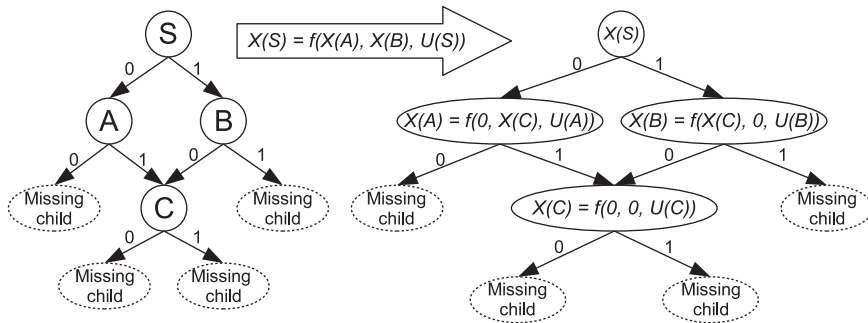 S
X(S) = f(X(A), X(B), U(S))
X(S)
0
1
0
1
A
B
X(A) = f(0, X(C), U(A))
X(B) = f(X(C), 0, U(B))
0
1
0
1
0
1
0
1
Missing
child
C
Missing
child
Missing
child
X(C) = f(0, 0, U(C))
Missing
child
0
1
0
1
Missing
child
Missing
child
Missing
child
Missing
child